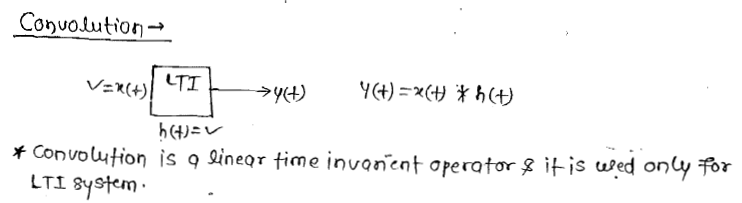 Convolution →
✓=x(t) LTI → y(t) y(t) = x(t) * h(t)
h(t)=✓
* Convolution is a linear time invarient operator & it is used only for
LTI system.